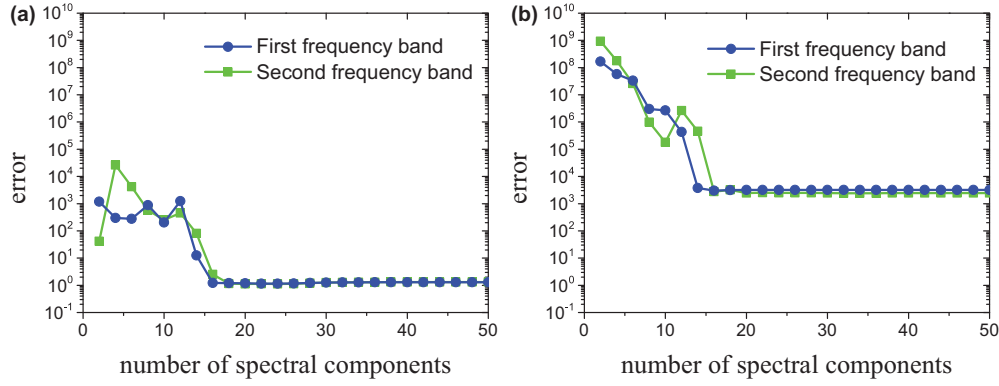 (a)
First frequency band
Second frequency band
error
10^10
10^9
10^8
10^7
10^6
10^5
10^4
10^3
10^2
10^1
10^0
10^-1
0 10 20 30 40 50
number of spectral components
(b)
First frequency band
Second frequency band
error
10^10
10^9
10^8
10^7
10^6
10^5
10^4
10^3
10^2
10^1
10^0
10^-1
0 10 20 30 40 50
number of spectral components